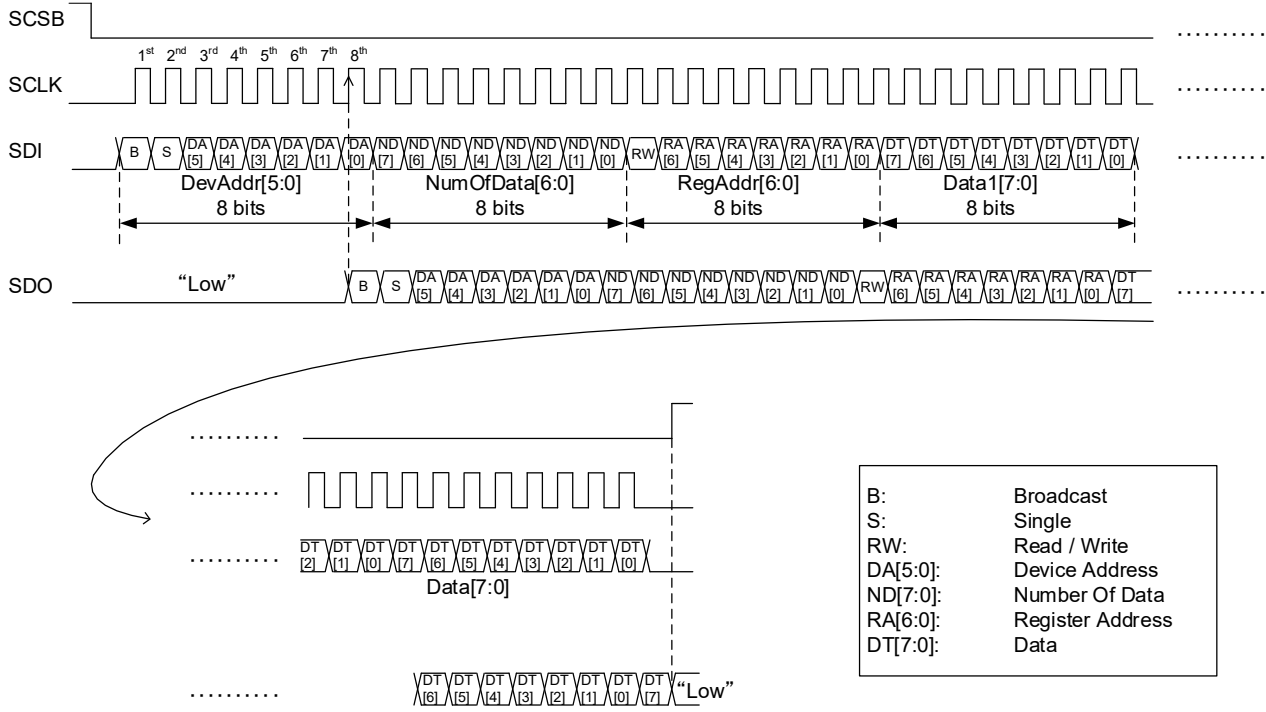 SCSB ..........
1st 2nd 3rd 4th 5th 6th 7th 8th
SCLK ..........
SDI B S DA[5] DA[4] DA[3] DA[2] DA[1] DA[0] ND[7] ND[6] ND[5] ND[4] ND[3] ND[2] ND[1] ND[0] RW RA[6] RA[5] RA[4] RA[3] RA[2] RA[1] RA[0] DT[7] DT[6] DT[5] DT[4] DT[3] DT[2] DT[1] DT[0] ..........
DevAddr[5:0] NumOfData[6:0] RegAddr[6:0] Data1[7:0]
8 bits 8 bits 8 bits 8 bits
SDO “Low” B S DA[5] DA[4] DA[3] DA[2] DA[1] DA[0] ND[7] ND[6] ND[5] ND[4] ND[3] ND[2] ND[1] ND[0] RW RA[6] RA[5] RA[4] RA[3] RA[2] RA[1] RA[0] DT[7] ..........
..........
..........
.......... DT[2] DT[1] DT[0] DT[7] DT[6] DT[5] DT[4] DT[3] DT[2] DT[1] DT[0]
Data[7:0]
.......... DT[6] DT[5] DT[4] DT[3] DT[2] DT[1] DT[0] DT[7] “Low”
B: Broadcast
S: Single
RW: Read / Write
DA[5:0]: Device Address
ND[7:0]: Number Of Data
RA[6:0]: Register Address
DT[7:0]: Data